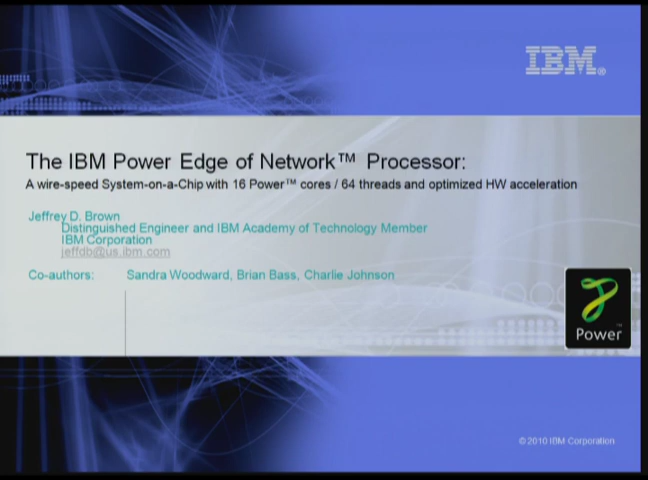 IBM®
The IBM Power Edge of Network™ Processor:
A wire-speed System-on-a-Chip with 16 Power™ cores / 64 threads and optimized HW acceleration
Jeffrey D. Brown
Distinguished Engineer and IBM Academy of Technology Member
IBM Corporation
jeffdb@us.ibm.com
Co-authors: Sandra Woodward, Brian Bass, Charlie Johnson
Power™
© 2010 IBM Corporation